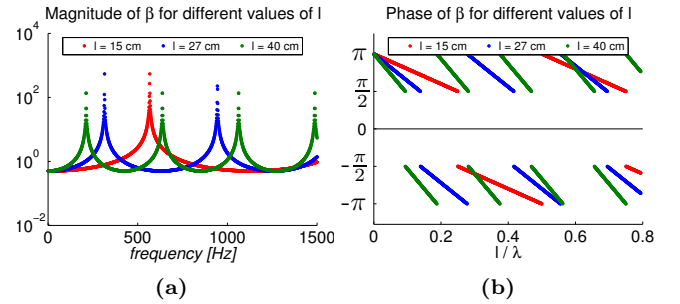 Magnitude of β for different values of l
10^4
10^2
10^0
10^-2
l = 15 cm
l = 27 cm
l = 40 cm
0
500
1000
1500
frequency [Hz]
(a)
Phase of β for different values of l
π
π/2
0
-π/2
-π
l = 15 cm
l = 27 cm
l = 40 cm
0
0.2
0.4
0.6
0.8
l / λ
(b)